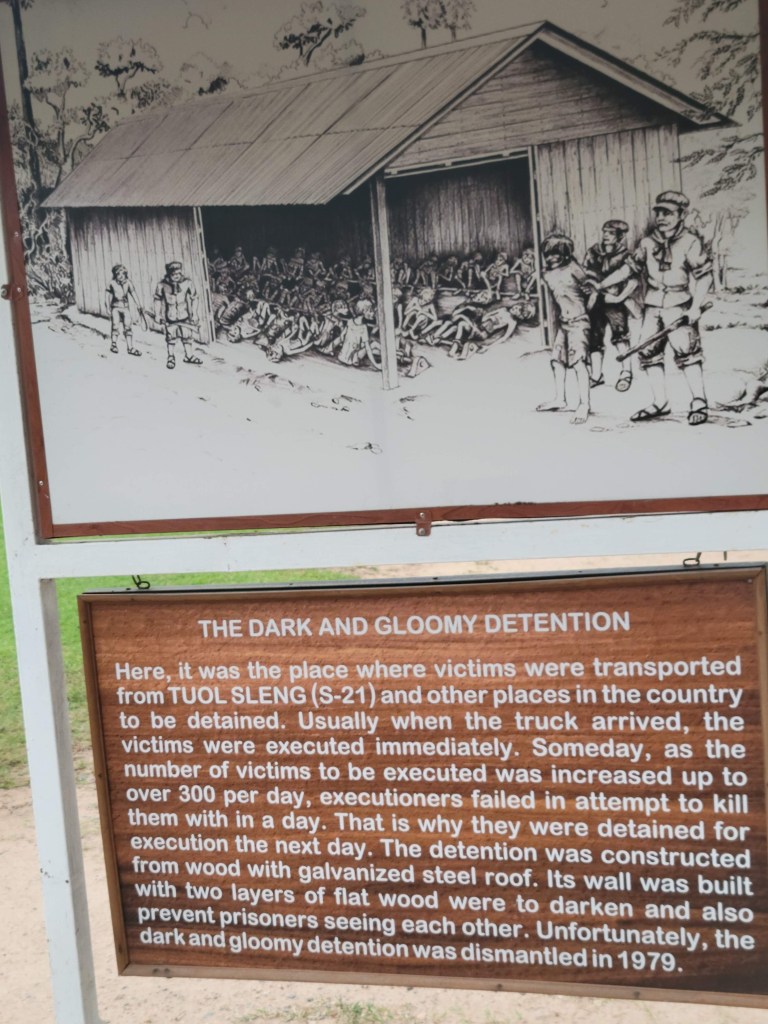 THE DARK AND GLOOMY DETENTION
Here, it was the place where victims were transported
from TUOL SLENG (S-21) and other places in the country
to be detained. Usually when the truck arrived, the
victims were executed immediately. Someday, as the
number of victims to be executed was increased up to
over 300 per day, executioners failed in attempt to kill
them with in a day. That is why they were detained for
execution the next day. The detention was constructed
from wood with galvanized steel roof. Its wall was built
with two layers of flat wood were to darken and also
prevent prisoners seeing each other. Unfortunately, the
dark and gloomy detention was dismantled in 1979.